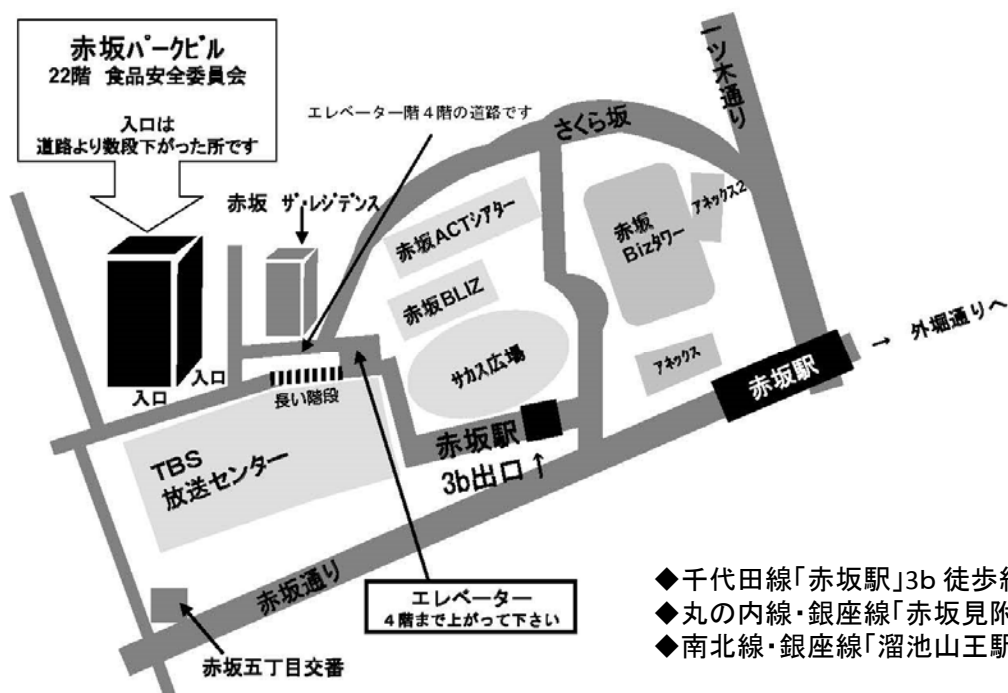 赤坂パークビル
22階 食品安全委員会
入口は
道路より数段下がった所です
エレベーター階4階の道路です
一ツ木通り
さくら坂
赤坂 ザ・レジデンス
赤坂ACTシアター
赤坂
Bizタワー
アネックス2
赤坂BLIZ
サカス広場
アネックス
→ 外堀通りへ
赤坂駅
入口
入口
長い階段
赤坂駅
3b出口↑
TBS
放送センター
赤坂通り
エレベーター
4階まで上がって下さい
赤坂五丁目交番
◆千代田線「赤坂駅」3b 徒歩
◆丸の内線・銀座線「赤坂見附
◆南北線・銀座線「溜池山王駅